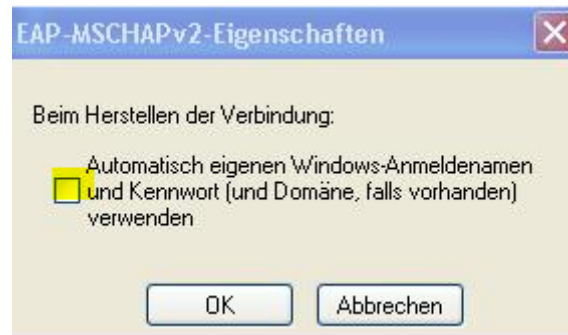 EAP-MSCHAPv2-Eigenschaften
Beim Herstellen der Verbindung:
Automatisch eigenen Windows-Anmeldenamen
und Kennwort (und Domäne, falls vorhanden)
verwenden
OK
Abbrechen